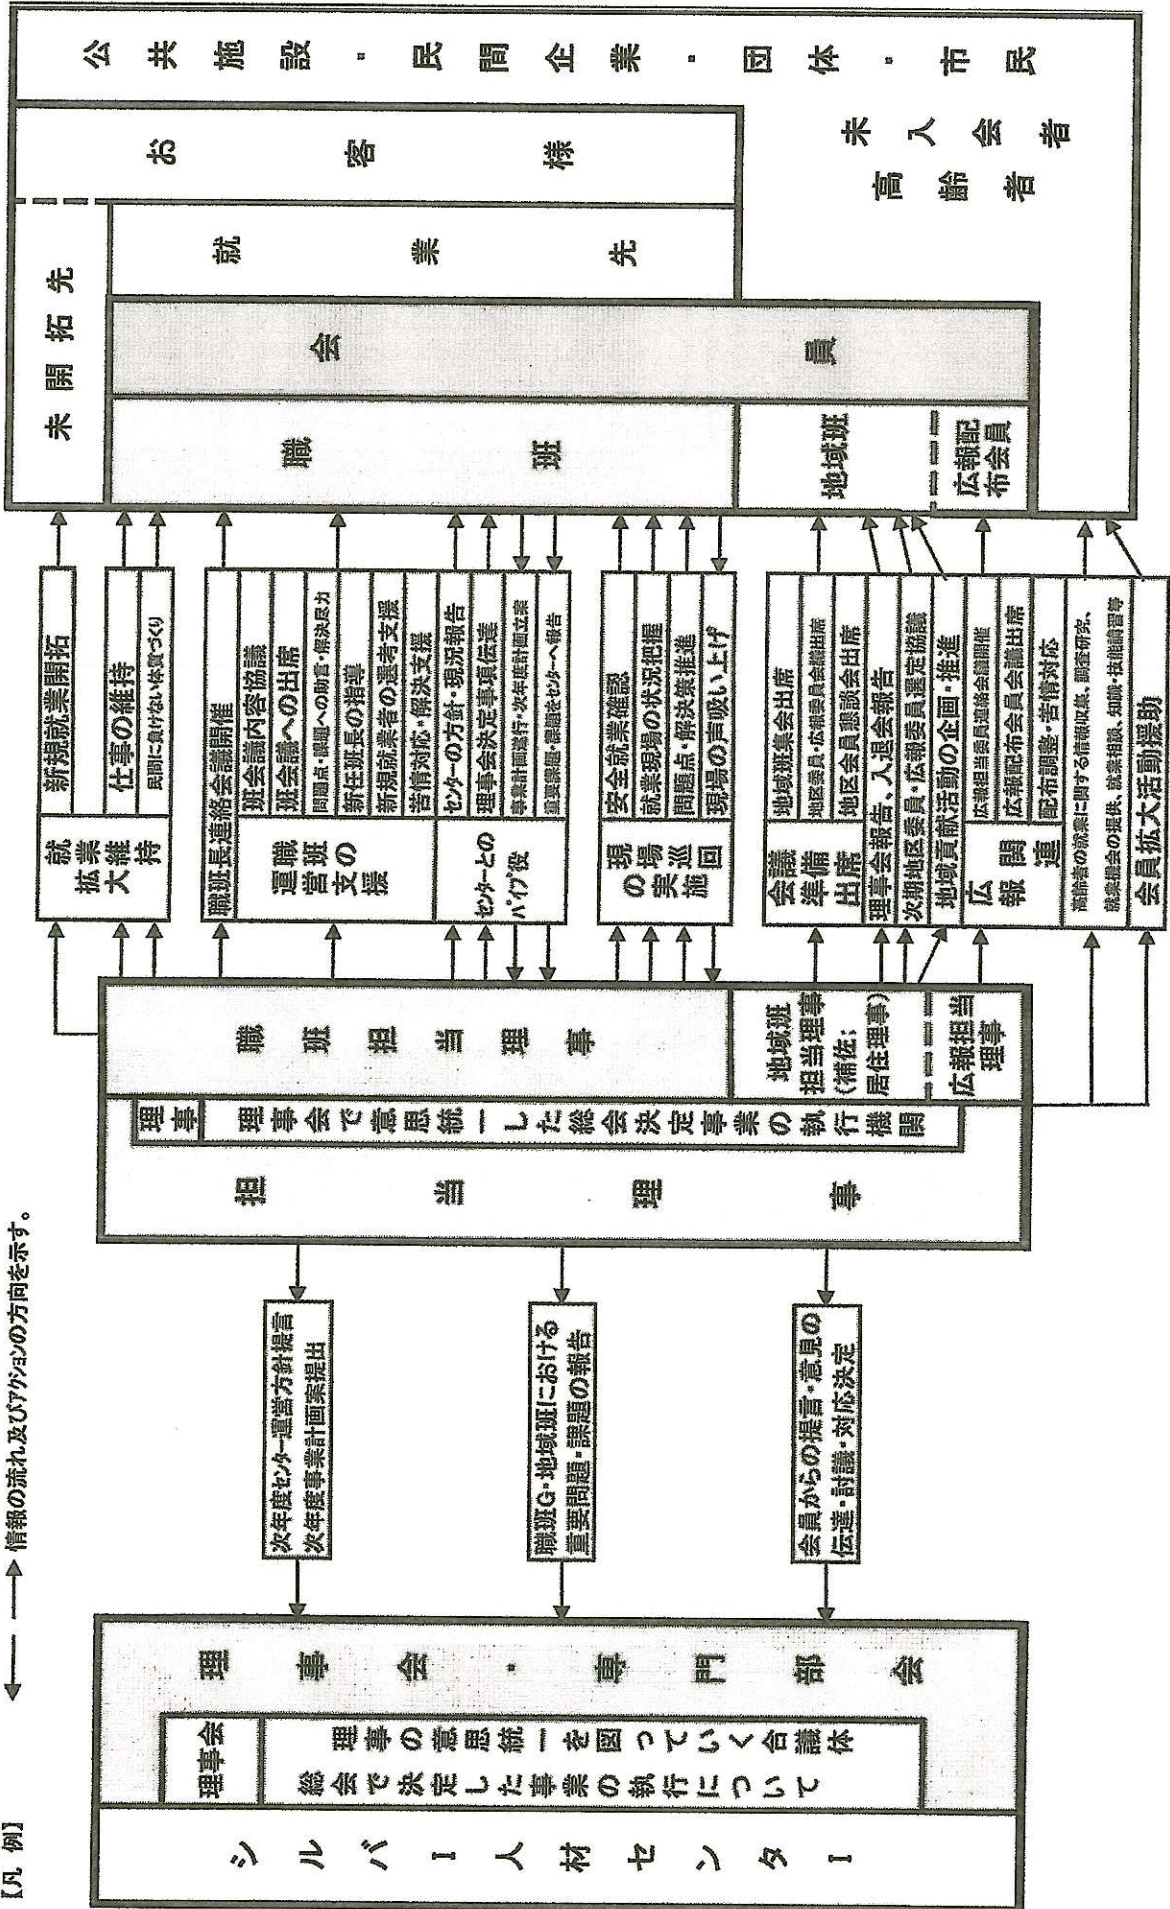 【凡 例】
←― ―→ 情報の流れ及びアクションの方向を示す。
シルバー人材センター
理事会・専門部会
理事会
総会で決定した事業の執行について
理事の意思統一を図っていく合議体
次年度センター運営方針提言
次年度事業計画案提出
職班G・地域班における
重要問題・課題の報告
会員からの提言・意見の
伝達・討議・対応決定
担当理事
理事
理事会で意思統一した総会決定事業の執行機関
職班担当理事
地域班
担当理事
(補佐;
居住理事)
広報担当
理事
就業
拡大維持
新規就業開拓
仕事の維持
民間に負けない体質づくり
職班長連絡会議開催
職班
運営の
支援
班会議内容協議
班会議への出席
問題点・課題への助言・解決尽力
新任班長の指導
新規就業者の選考支援
苦情対応・解決支援
センターとの
パイプ役
センターの方針・現況報告
理事会決定事項伝達
事業計画遂行・次年度計画立案
重要課題・課題をセンターへ報告
現場巡回
の実施
安全就業確認
就業現場の状況把握
問題点・解決策推進
現場の声吸い上げ
会議
準備
出席
地域班集会出席
地区委員・広報委員会議出席
地区会員懇談会出席
理事会報告、入退会報告
次期地区委員・広報委員選定協議
地域貢献活動の企画・推進
広報
関連
広報担当委員連絡会議開催
広報配布会員会議出席
配布調整・苦情対応
高齢者の就業に関する情報収集、調査研究、
就業機会の提供、就業相談、知識・技能講習等
会員拡大活動援助
未開拓先
職班
地域班
広報配
布会員
会員
就業先
お客様
未入会者
高齢者
公共施設・民間企業・団体・市民